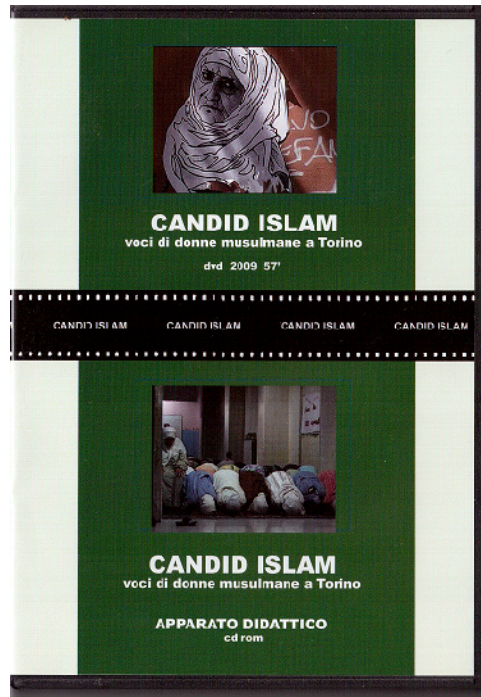 CANDID ISLAM
voci di donne musulmane a Torino
dvd 2009 57'
CANDID ISLAM CANDID ISLAM CANDID ISLAM CANDID ISLAM
CANDID ISLAM
voci di donne musulmane a Torino
APPARATO DIDATTICO
cd rom